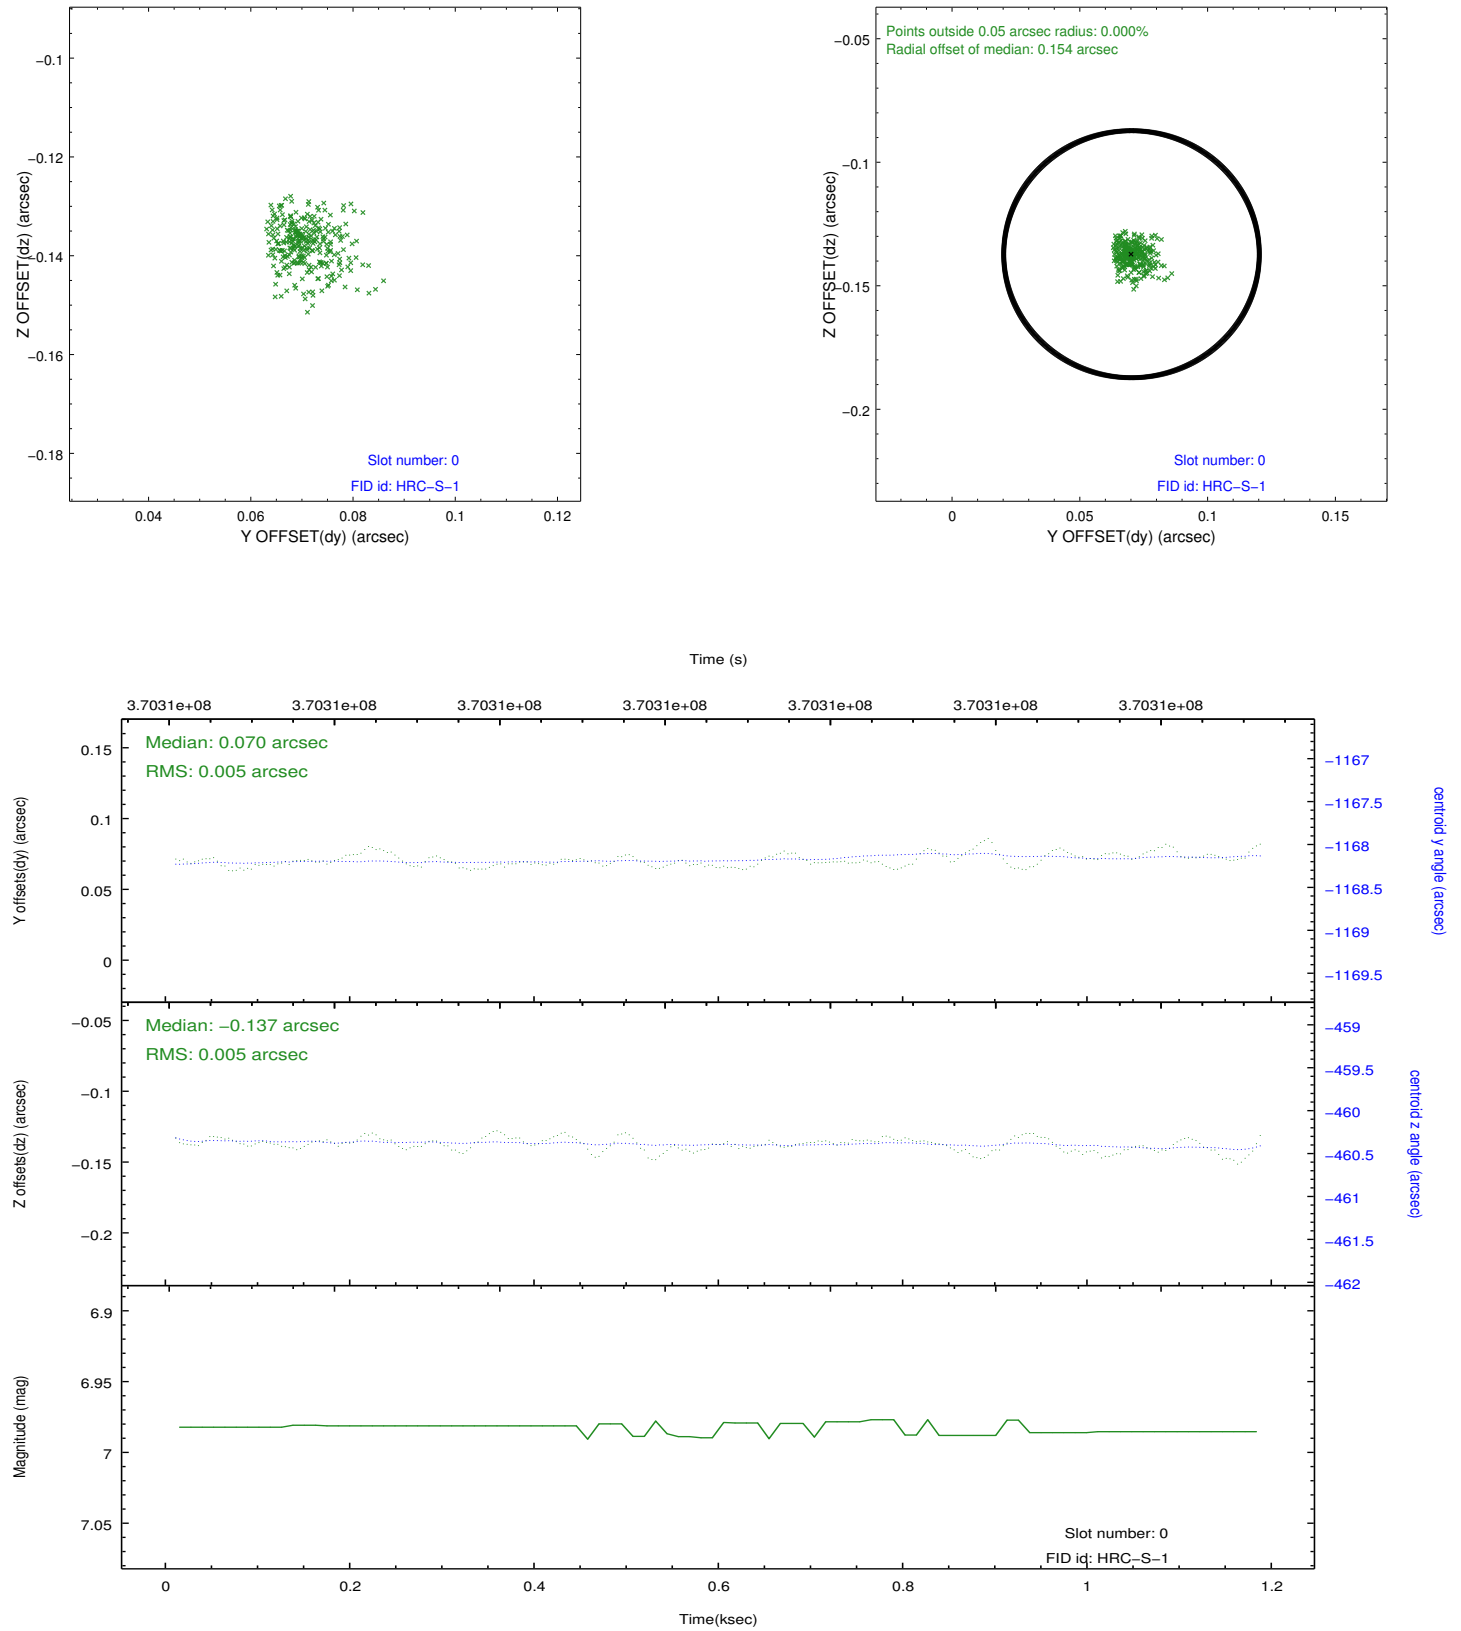 −0.1
−0.12
−0.14
−0.16
−0.18
Z OFFSET(dz) (arcsec)
Slot number: 0
FID id: HRC−S−1
0.04
0.06
0.08
0.1
0.12
Y OFFSET(dy) (arcsec)
Points outside 0.05 arcsec radius: 0.000%
Radial offset of median: 0.154 arcsec
−0.05
−0.1
−0.15
−0.2
Z OFFSET(dz) (arcsec)
Slot number: 0
FID id: HRC−S−1
0
0.05
0.1
0.15
Y OFFSET(dy) (arcsec)
Time (s)
3.7031e+08
3.7031e+08
3.7031e+08
3.7031e+08
3.7031e+08
3.7031e+08
3.7031e+08
Median: 0.070 arcsec
RMS: 0.005 arcsec
0.15
0.1
0.05
0
Y offsets(dy) (arcsec)
−1167
−1167.5
−1168
−1168.5
−1169
−1169.5
centroid y angle (arcsec)
Median: −0.137 arcsec
RMS: 0.005 arcsec
−0.05
−0.1
−0.15
−0.2
Z offsets(dz) (arcsec)
−459
−459.5
−460
−460.5
−461
−461.5
−462
centroid z angle (arcsec)
6.9
6.95
7
7.05
Magnitude (mag)
Slot number: 0
FID id: HRC−S−1
0
0.2
0.4
0.6
0.8
1
1.2
Time(ksec)